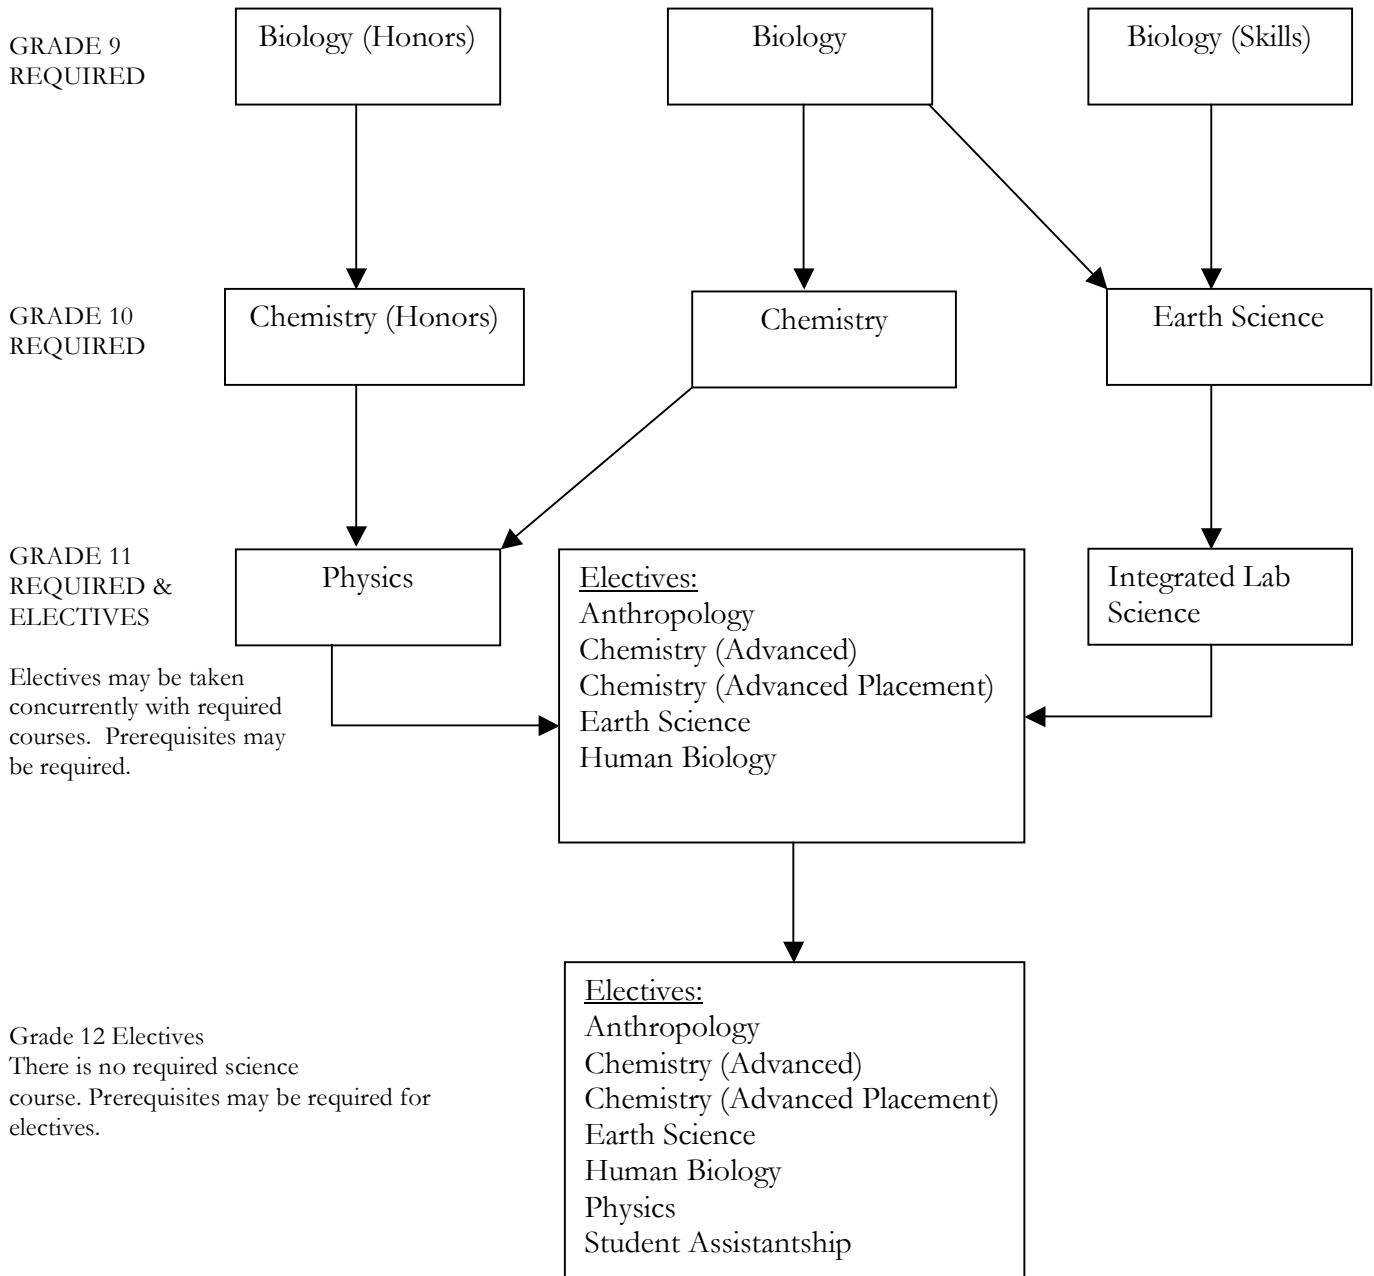 GRADE 9
REQUIRED
Biology (Honors)
Biology
Biology (Skills)
GRADE 10
REQUIRED
Chemistry (Honors)
Chemistry
Earth Science
GRADE 11
REQUIRED &
ELECTIVES
Electives may be taken
concurrently with required
courses.  Prerequisites may
be required.
Physics
Electives:
Anthropology
Chemistry (Advanced)
Chemistry (Advanced Placement)
Earth Science
Human Biology
Integrated Lab
Science
Grade 12 Electives
There is no required science
course. Prerequisites may be required for
electives.
Electives:
Anthropology
Chemistry (Advanced)
Chemistry (Advanced Placement)
Earth Science
Human Biology
Physics
Student Assistantship